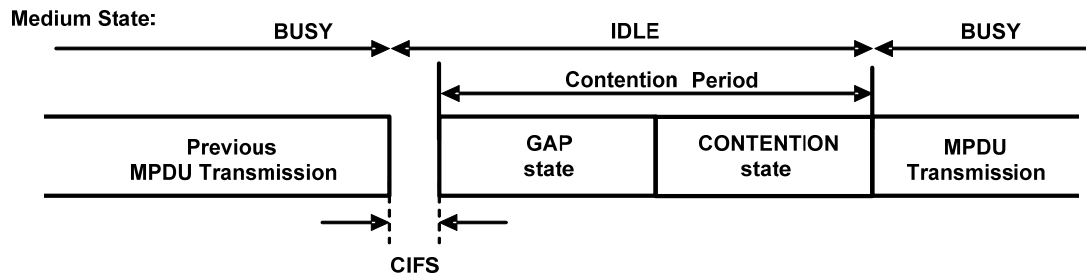 Medium State:
BUSY
IDLE
BUSY
Contention Period
Previous
MPDU Transmission
GAP
state
CONTENTION
state
MPDU
Transmission
CIFS